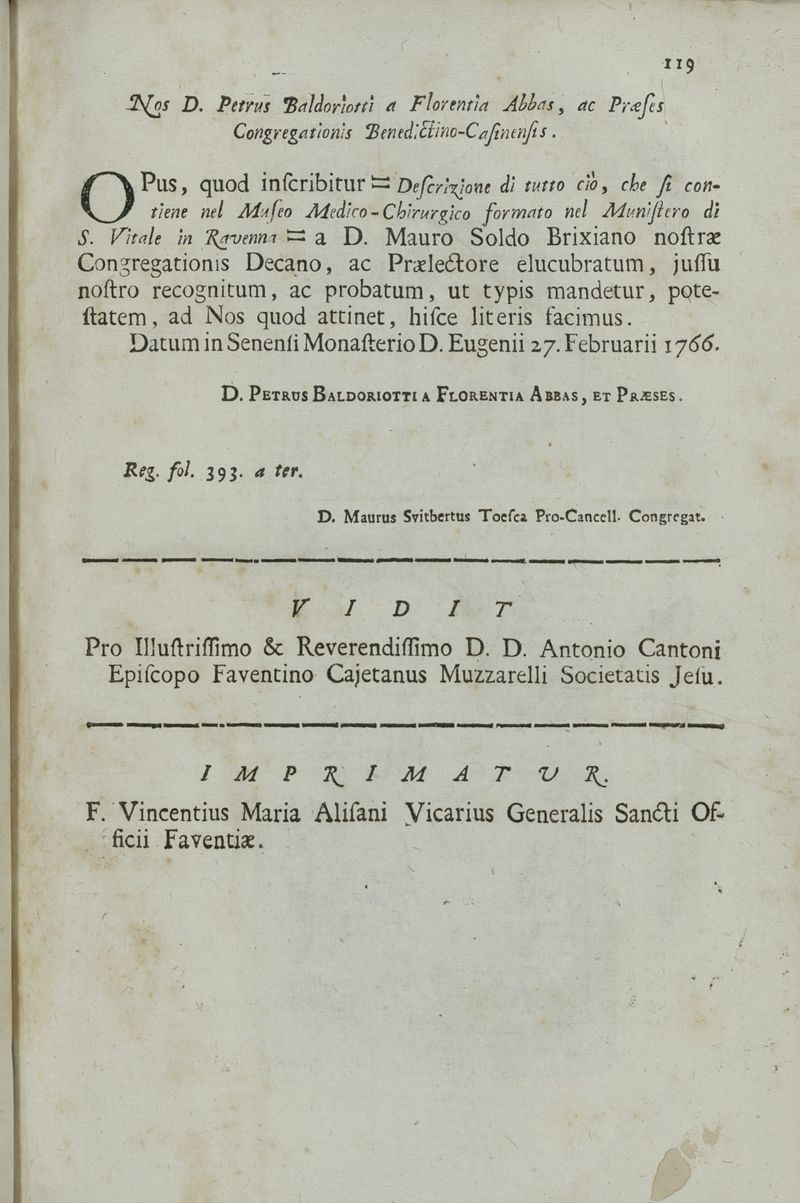 119
Nos D. Petrus Baldoriotti a Florentia Abbas, ac Præſes
Congregationis Benedictino-Caſinenſis.
OPus, quod inſcribitur = Deſcrizione di tutto ciò, che ſi con-
tiene nel Muſeo Medico-Chirurgico formato nel Muniſtero di
S. Vitale in Ravenna = a D. Mauro Soldo Brixiano noſtræ
Congregationis Decano, ac Prælectore elucubratum, juſſu
noſtro recognitum, ac probatum, ut typis mandetur, pote-
ſtatem, ad Nos quod attinet, hiſce literis facimus.
Datum in Senenſi Monaſterio D. Eugenii 27. Februarii 1766.
D. Petrus Baldoriotti a Florentia Abbas, et Præses.
Reg. fol. 393. a ter.
D. Maurus Svitbertus Toeſca Pro-Cancell. Congregat.
V I D I T
Pro Illuſtriſſimo & Reverendiſſimo D. D. Antonio Cantoni
Epiſcopo Faventino Cajetanus Muzzarelli Societatis Jeſu.
I M P R I M A T U R.
F. Vincentius Maria Aliſani Vicarius Generalis Sancti Of-
ficii Faventiæ.